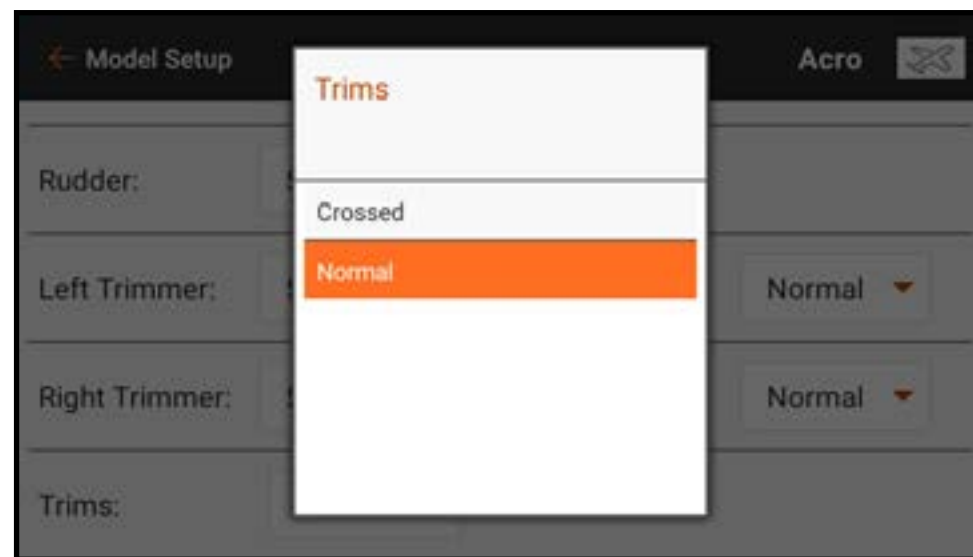 ← Model Setup
Acro
Trims
Rudder:
Crossed
Normal
Left Trimmer:
Normal
Right Trimmer:
Normal
Trims: